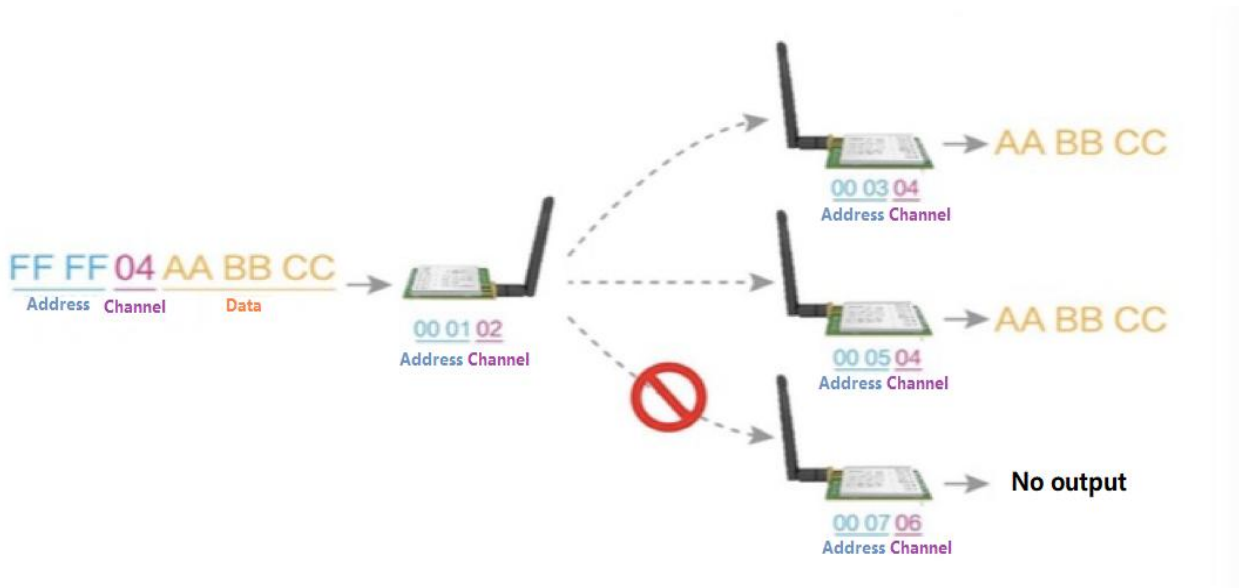 FF FF 04 AA BB CC
Address Channel Data
00 01 02
Address Channel
00 03 04
Address Channel
AA BB CC
00 05 04
Address Channel
AA BB CC
00 07 06
Address Channel
No output